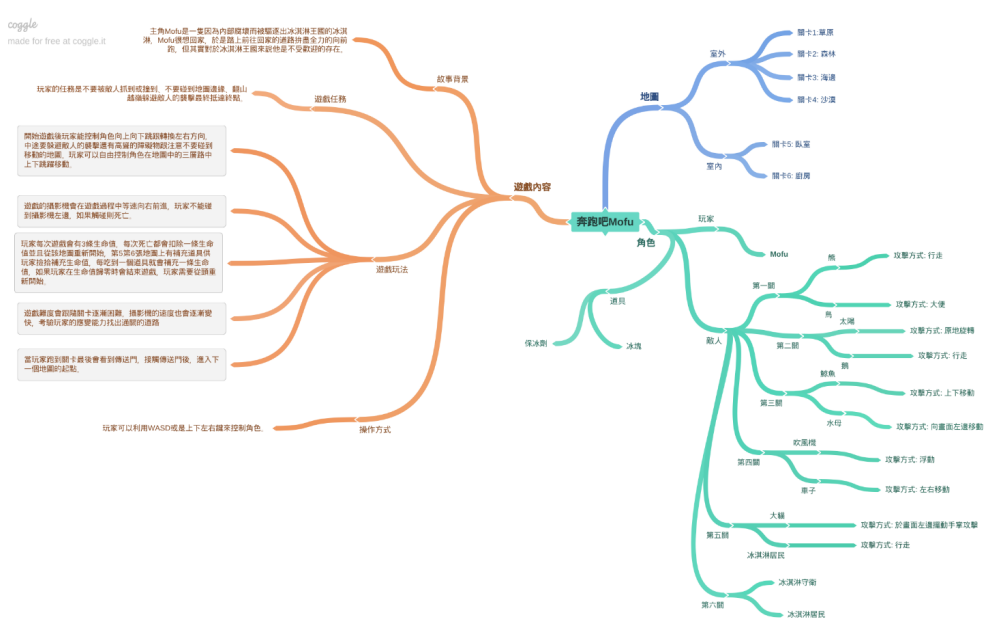 coggle
made for free at coggle.it
奔跑吧Mofu
遊戲內容
故事背景
主角Mofu是一隻因為內部腐壞而被驅逐出冰淇淋王國的冰淇
淋，Mofu很想回家，於是踏上前往回家的道路拼盡全力的向前
跑，但其實對於冰淇淋王國來說他是不受歡迎的存在。
遊戲任務
玩家的任務是不要被敵人抓到或撞到、不要碰到地圖邊緣，翻山
越嶺躲避敵人的襲擊最終抵達終點。
遊戲玩法
開始遊戲後玩家能控制角色向上向下跳跟轉換左右方向，
中途要躲避敵人的襲擊還有高聳的障礙物跟注意不要碰到
移動的地圖，玩家可以自由控制角色在地圖中的三層路中
上下跳躍移動。
遊戲的攝影機會在遊戲過程中等速向右前進，玩家不能碰
到攝影機左邊，如果觸碰則死亡。
玩家每次遊戲會有3條生命值，每次死亡都會扣除一條生命
值並且從該地圖重新開始，第5第6張地圖上有補充道具供
玩家撿拾補充生命值，每吃到一個道具就會補充一條生命
值，如果玩家在生命值歸零時會結束遊戲，玩家需要從頭重
新開始。
遊戲難度會跟隨關卡逐漸困難，攝影機的速度也會逐漸變
快，考驗玩家的應變能力找出通關的道路
當玩家跑到關卡最後會看到傳送門，接觸傳送門後，進入下
一個地圖的起點。
操作方式
玩家可以利用WASD或是上下左右鍵來控制角色。
地圖
室外
關卡1:草原
關卡2: 森林
關卡3: 海邊
關卡4: 沙漠
室內
關卡5: 臥室
關卡6: 廚房
角色
玩家
Mofu
道具
保冰劑
冰塊
敵人
第一關
熊
攻擊方式: 行走
鳥
攻擊方式: 大便
第二關
太陽
攻擊方式: 原地旋轉
鵝
攻擊方式: 行走
第三關
鯨魚
攻擊方式: 上下移動
水母
攻擊方式: 向畫面左邊移動
第四關
吹風機
攻擊方式: 浮動
車子
攻擊方式: 左右移動
第五關
大貓
攻擊方式: 於畫面左邊擺動手掌攻擊
冰淇淋居民
攻擊方式: 行走
第六關
冰淇淋守衛
冰淇淋居民